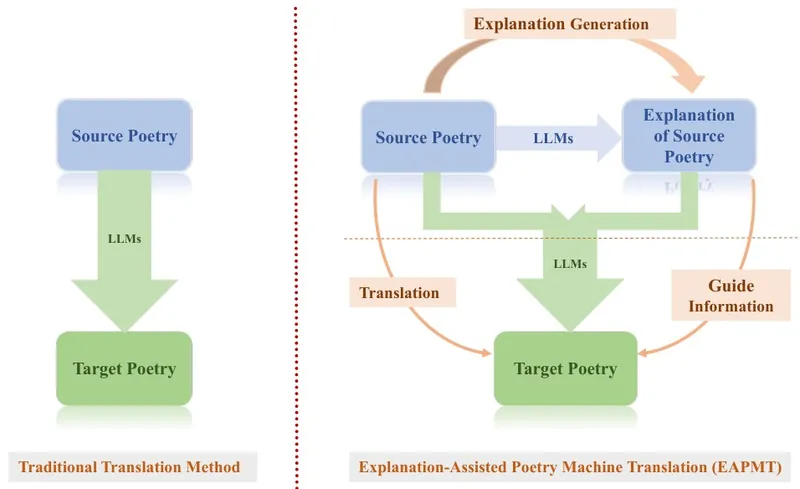 Source Poetry
LLMs
Target Poetry
Traditional Translation Method
Explanation Generation
Source Poetry
LLMs
Explanation
of Source
Poetry
LLMs
Translation
Guide
Information
Target Poetry
Explanation-Assisted Poetry Machine Translation (EAPMT)